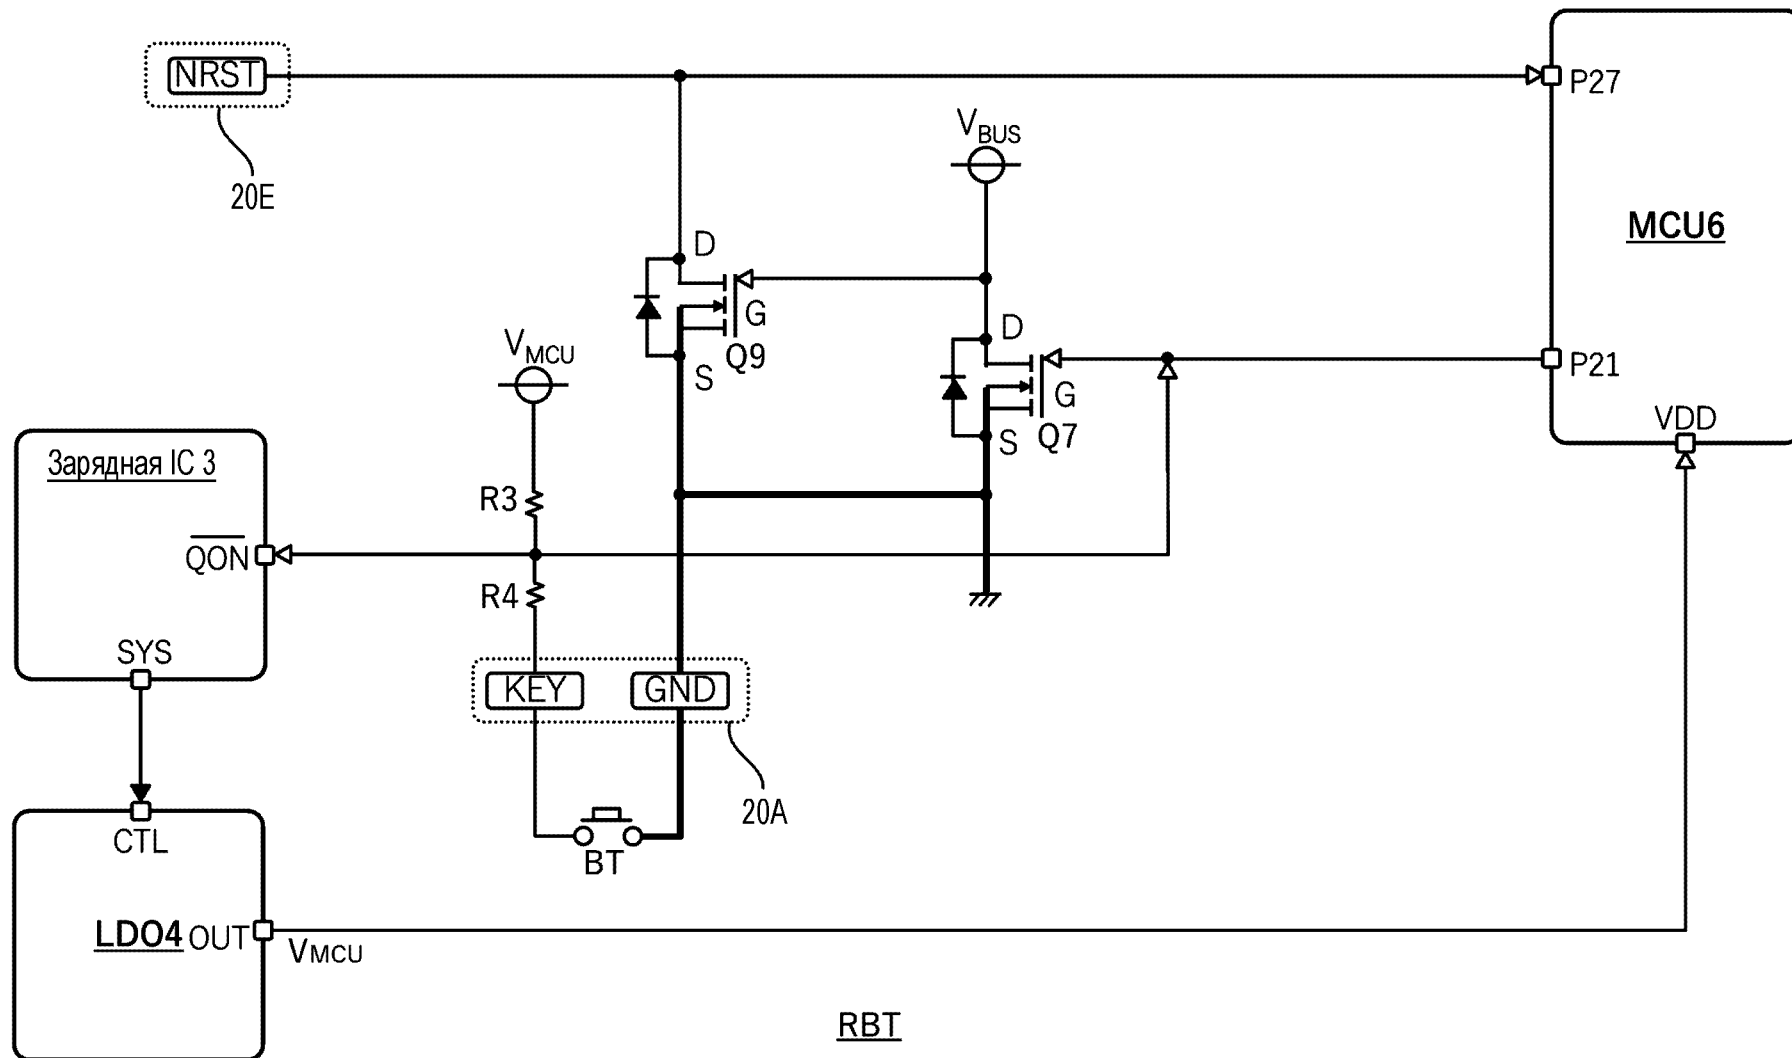 NRST
P27
20E
VBUS
MCU6
D
G
Q9
S
VMCU
D
G
Q7
S
P21
VDD
Зарядная IC 3
R3
QON
R4
SYS
KEY
GND
20A
BT
CTL
LDO4 OUT
VMCU
RBT